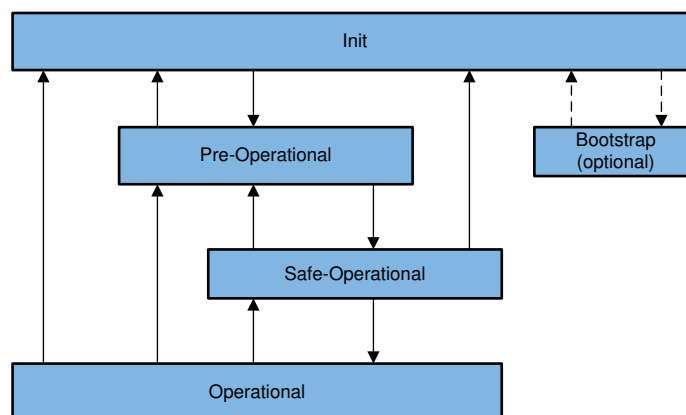 Init
Pre-Operational
Bootstrap
(optional)
Safe-Operational
Operational